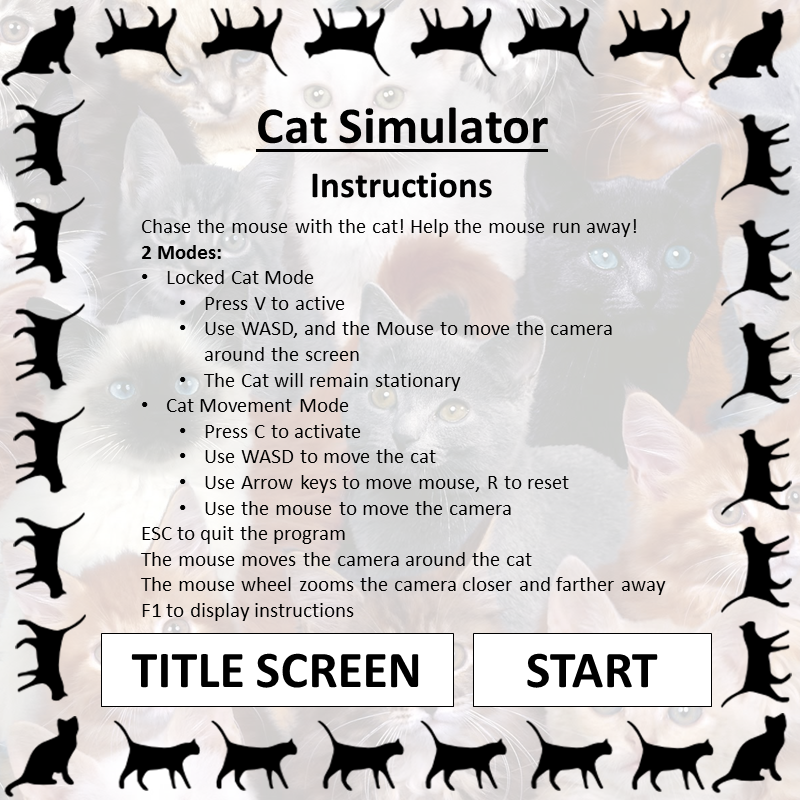 Cat Simulator
Instructions
Chase the mouse with the cat! Help the mouse run away!
2 Modes:
• Locked Cat Mode
• Press V to active
• Use WASD, and the Mouse to move the camera
around the screen
• The Cat will remain stationary
• Cat Movement Mode
• Press C to activate
• Use WASD to move the cat
• Use Arrow keys to move mouse, R to reset
• Use the mouse to move the camera
ESC to quit the program
The mouse moves the camera around the cat
The mouse wheel zooms the camera closer and farther away
F1 to display instructions
TITLE SCREEN
START